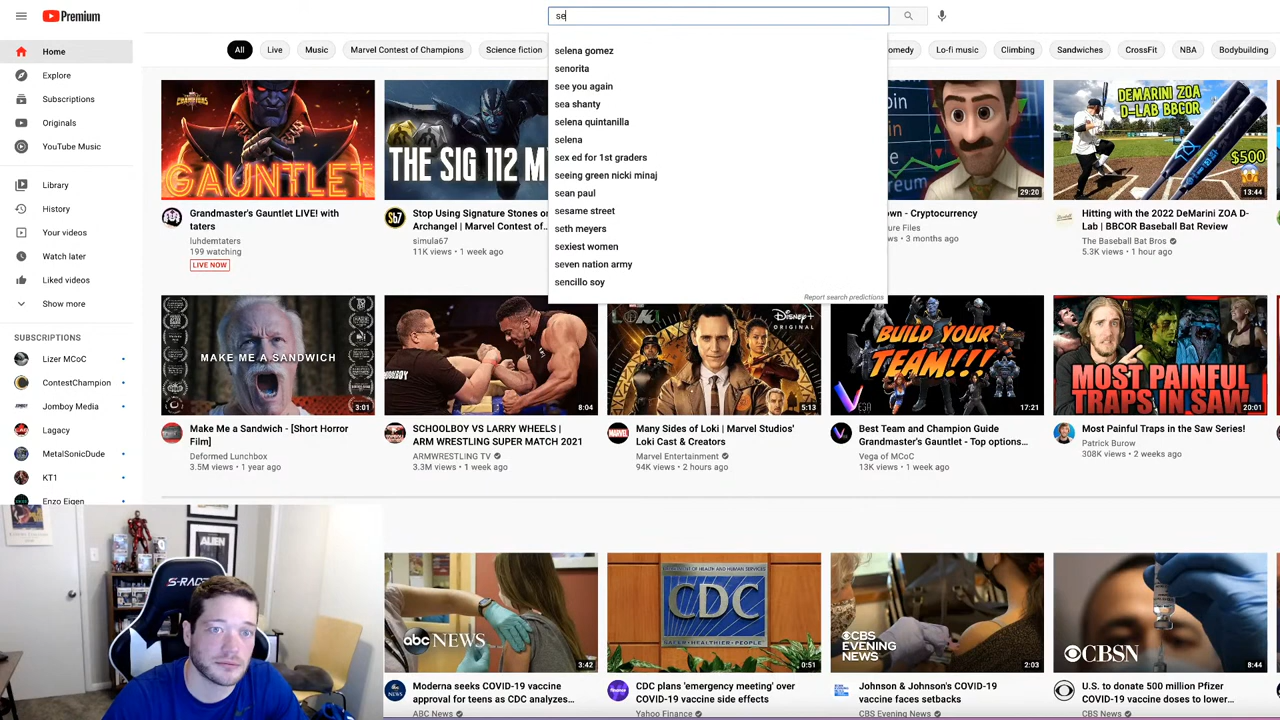 Premium
se
All
Live
Music
Marvel Contest of Champions
Science fiction
omedy
Lo-fi music
Climbing
Sandwiches
CrossFit
NBA
Bodybuilding
selena gomez
senorita
see you again
sea shanty
selena quintanilla
selena
sex ed for 1st graders
seeing green nicki minaj
sean paul
sesame street
seth meyers
sexiest women
seven nation army
sencillo soy
Report search predictions
Home
Explore
Subscriptions
Originals
YouTube Music
Library
History
Your videos
Watch later
Liked videos
Show more
SUBSCRIPTIONS
Lizer MCoC
ContestChampion
Jomboy Media
Lagacy
MetalSonicDude
KT1
Enzo Eigen
GAUNTLET
Grandmaster's Gauntlet LIVE! with
taters
luhdemtaters
199 watching
LIVE NOW
THE SIG 112 M
Stop Using Signature Stones or
Archangel | Marvel Contest of...
simula67
11K views • 1 week ago
oin
ereum
29:20
own - Cryptocurrency
ure Files
ws • 3 months ago
DEMARINI ZOA
D-LAB BBCOR
$500
13:44
Hitting with the 2022 DeMarini ZOA D-
Lab | BBCOR Baseball Bat Review
The Baseball Bat Bros
5.3K views • 1 hour ago
MAKE ME A SANDWICH
3:01
Make Me a Sandwich - [Short Horror
Film]
Deformed Lunchbox
3.5M views • 1 year ago
8:04
SCHOOLBOY VS LARRY WHEELS |
ARM WRESTLING SUPER MATCH 2021
ARMWRESTLING TV
3.3M views • 1 week ago
LOKI
Disney+
ORIGINAL
5:13
Many Sides of Loki | Marvel Studios'
Loki Cast & Creators
Marvel Entertainment
94K views • 2 hours ago
BUILD YOUR
TEAM!!!
VEGA
17:21
Best Team and Champion Guide
Grandmaster's Gauntlet - Top options...
Vega of MCoC
13K views • 1 week ago
MOST PAINFUL
TRAPS IN SAW
20:01
Most Painful Traps in the Saw Series!
Patrick Burow
308K views • 2 weeks ago
ALIEN
S-RACER
abc NEWS
3:42
Moderna seeks COVID-19 vaccine
approval for teens as CDC analyzes...
ABC News
CDC
0:51
CDC plans 'emergency meeting' over
COVID-19 vaccine side effects
Yahoo Finance
CBS
EVENING
NEWS
2:03
Johnson & Johnson's COVID-19
vaccine faces setbacks
CBS Evening News
CBSN
8:44
U.S. to donate 500 million Pfizer
COVID-19 vaccine doses to lower...
CBS News